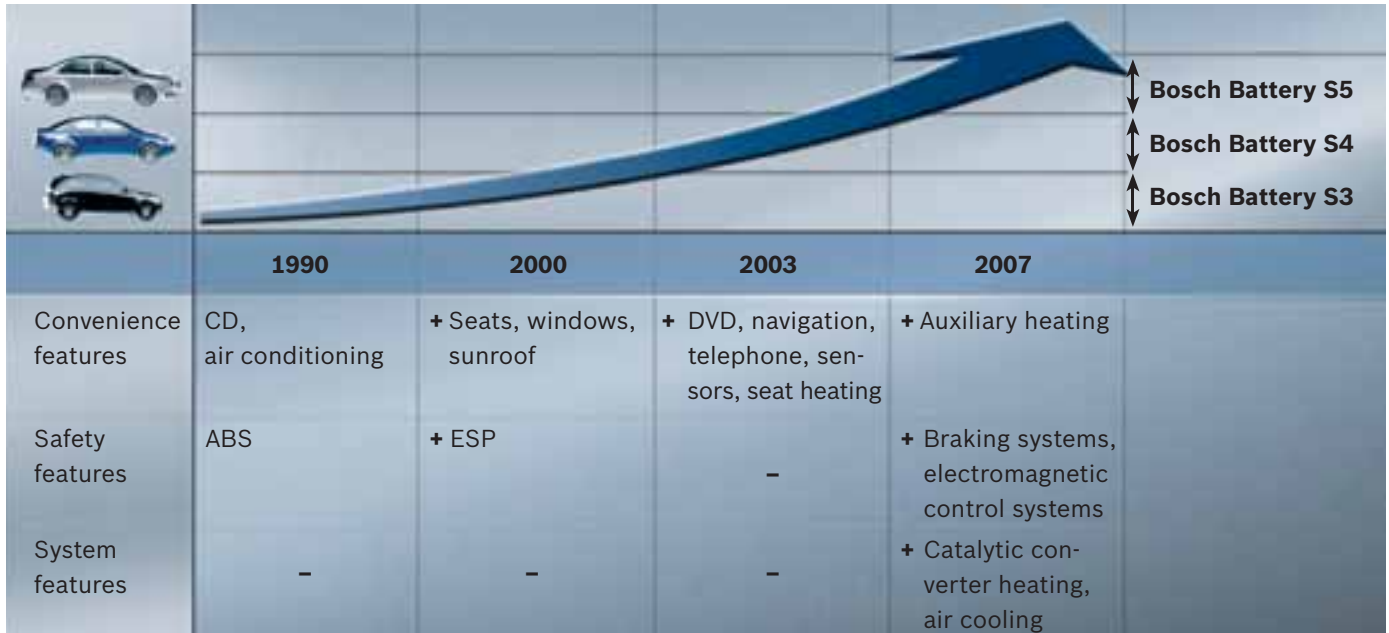 Bosch Battery S5
Bosch Battery S4
Bosch Battery S3
1990 2000 2003 2007
Convenience features
CD,
air conditioning
+ Seats, windows,
sunroof
+ DVD, navigation,
telephone, sen-
sors, seat heating
+ Auxiliary heating
Safety
features
ABS
+ ESP
–
+ Braking systems,
electromagnetic
control systems
System
features
–
–
–
+ Catalytic con-
verter heating,
air cooling